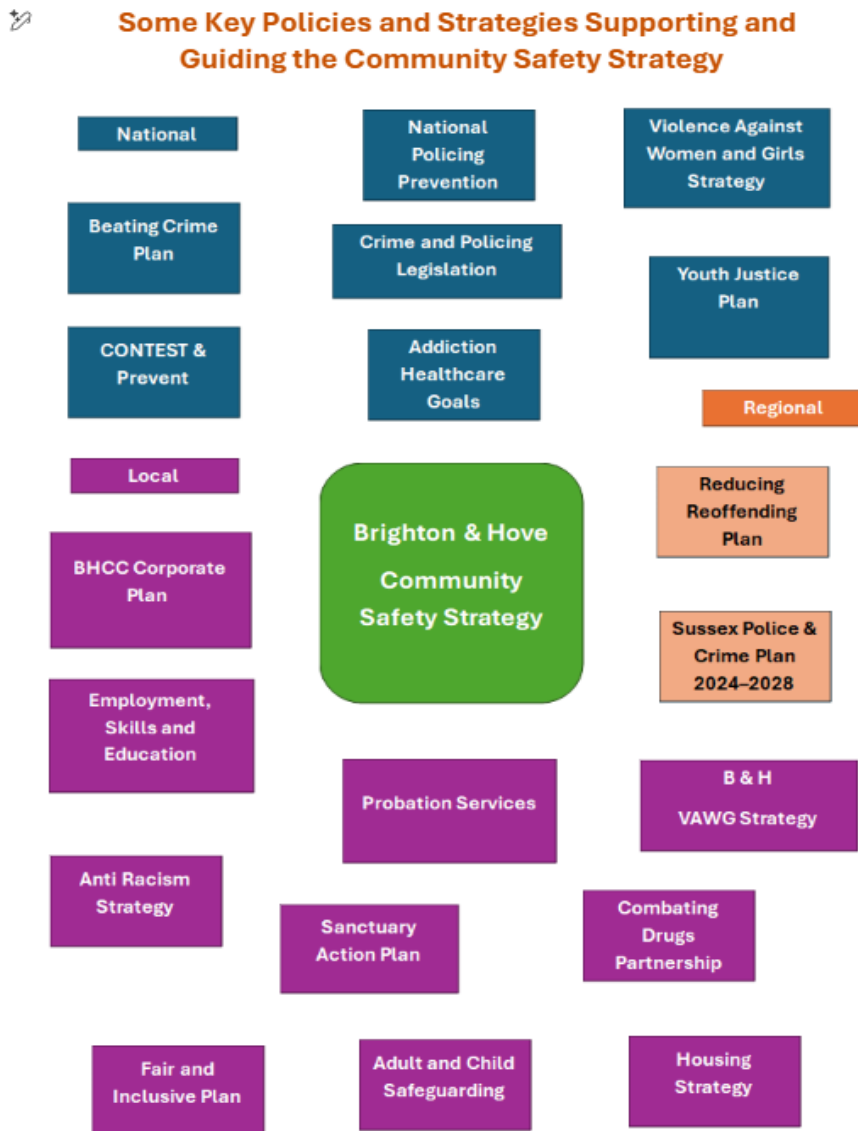 Some Key Policies and Strategies Supporting and
Guiding the Community Safety Strategy
National
National
Policing
Prevention
Violence Against
Women and Girls
Strategy
Beating Crime
Plan
Crime and Policing
Legislation
Youth Justice
Plan
CONTEST &
Prevent
Addiction
Healthcare
Goals
Regional
Local
Brighton & Hove
Community
Safety Strategy
Reducing
Reoffending
Plan
BHCC Corporate
Plan
Sussex Police &
Crime Plan
2024–2028
Employment,
Skills and
Education
Probation Services
B & H
VAWG Strategy
Anti Racism
Strategy
Sanctuary
Action Plan
Combating
Drugs
Partnership
Fair and
Inclusive Plan
Adult and Child
Safeguarding
Housing
Strategy